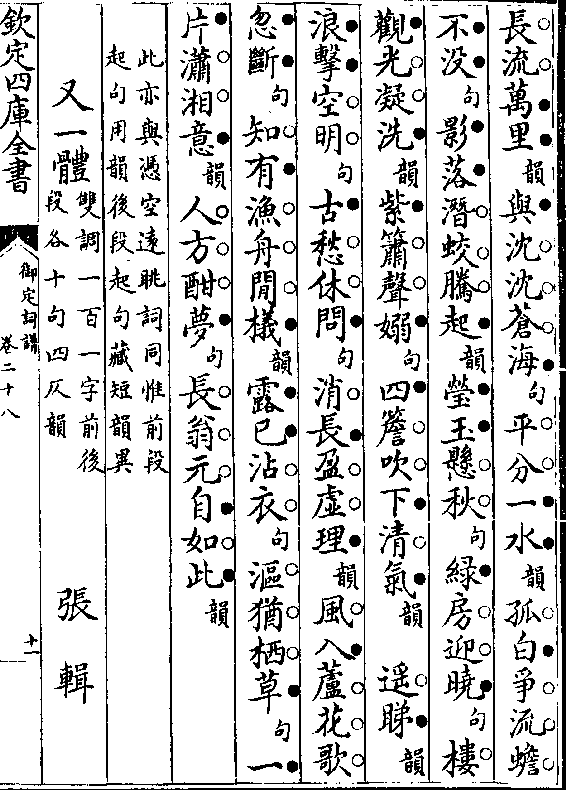 長流萬里韻與沈沈蒼海句平分一水韻孤白爭流蟾
不没句影落潛蛟騰起韻瑩玉懸秋句綠房迎曉句樓
觀光凝洗韻紫簫聲嫋句四簷吹下清氣韻　遥睇韻
浪擊空明句古愁休問句消長盈虛理韻風入蘆花歌
忽斷句知有漁舟閒檥韻露已沾衣句漚猶栖草句一
片瀟湘意韻人方酣夢句長翁元自如此韻
此亦與憑空遠眺詞同惟前段
起句用韻後段起句藏短韻異
又一體雙調一百一字前後
段各十句四仄韻
張輯
欽定四庫全書
御定詞譜
卷二十八
十一